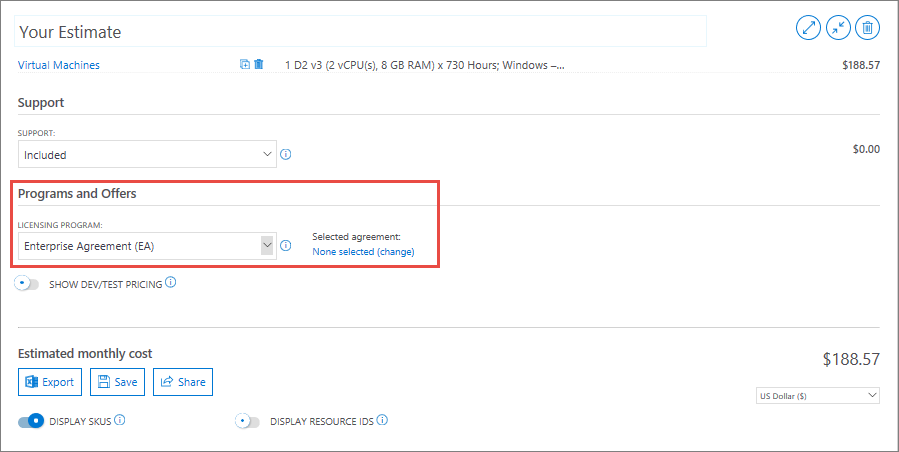 Your Estimate
Virtual Machines 1 D2 v3 (2 vCPU(s), 8 GB RAM) x 730 Hours; Windows –... $188.57
Support
SUPPORT:
Included $0.00
Programs and Offers
LICENSING PROGRAM:
Enterprise Agreement (EA)
Selected agreement:
None selected (change)
SHOW DEV/TEST PRICING
Estimated monthly cost $188.57
Export Save Share
US Dollar ($)
DISPLAY SKUS DISPLAY RESOURCE IDS